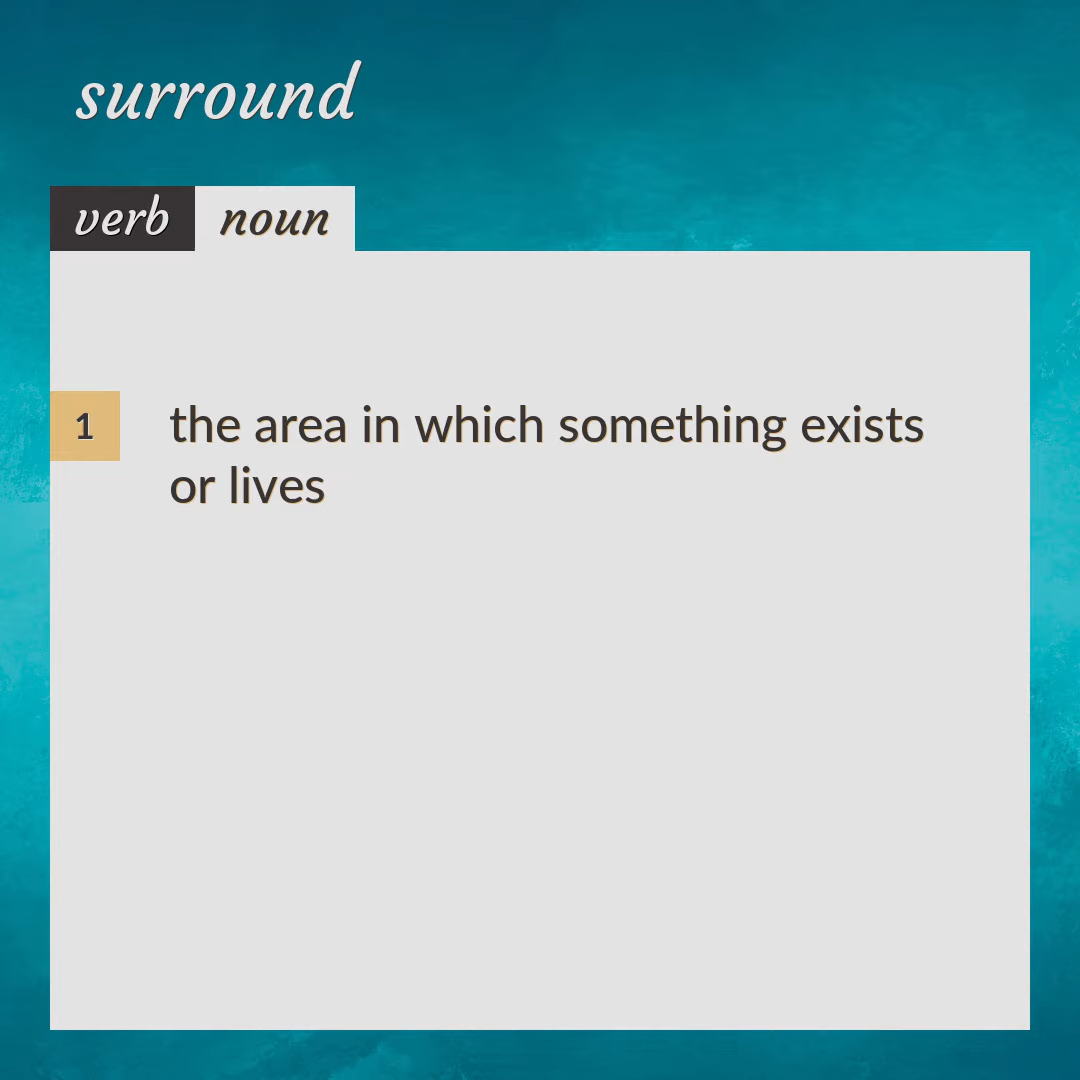 surround
verb noun
1 the area in which something exists
or lives